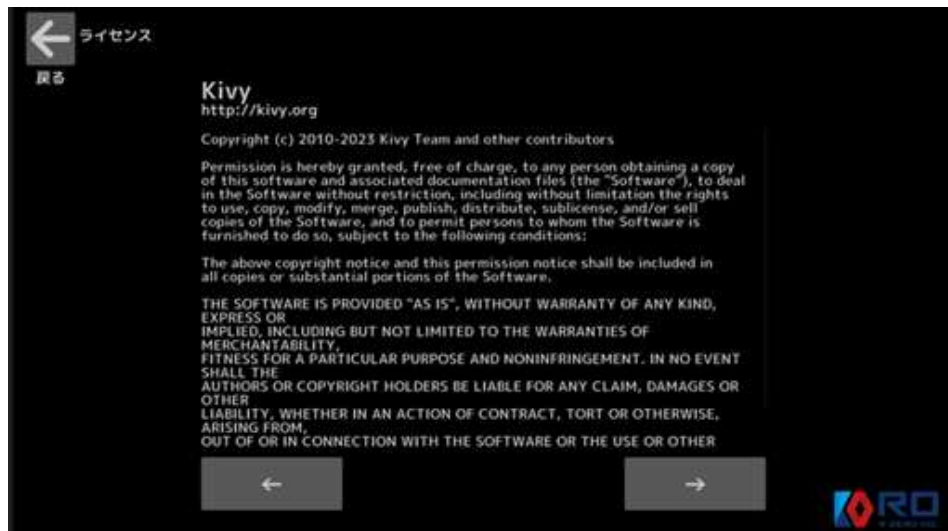 ライセンス
戻る
Kivy
http://kivy.org
Copyright (c) 2010-2023 Kivy Team and other contributors
Permission is hereby granted, free of charge, to any person obtaining a copy
of this software and associated documentation files (the "Software"), to deal
in the Software without restriction, including without limitation the rights
to use, copy, modify, merge, publish, distribute, sublicense, and/or sell
copies of the Software, and to permit persons to whom the Software is
furnished to do so, subject to the following conditions:
The above copyright notice and this permission notice shall be included in
all copies or substantial portions of the Software.
THE SOFTWARE IS PROVIDED "AS IS", WITHOUT WARRANTY OF ANY KIND,
EXPRESS OR
IMPLIED, INCLUDING BUT NOT LIMITED TO THE WARRANTIES OF
MERCHANTABILITY,
FITNESS FOR A PARTICULAR PURPOSE AND NONINFRINGEMENT. IN NO EVENT
SHALL THE
AUTHORS OR COPYRIGHT HOLDERS BE LIABLE FOR ANY CLAIM, DAMAGES OR
OTHER
LIABILITY, WHETHER IN AN ACTION OF CONTRACT, TORT OR OTHERWISE,
ARISING FROM,
OUT OF OR IN CONNECTION WITH THE SOFTWARE OR THE USE OR OTHER